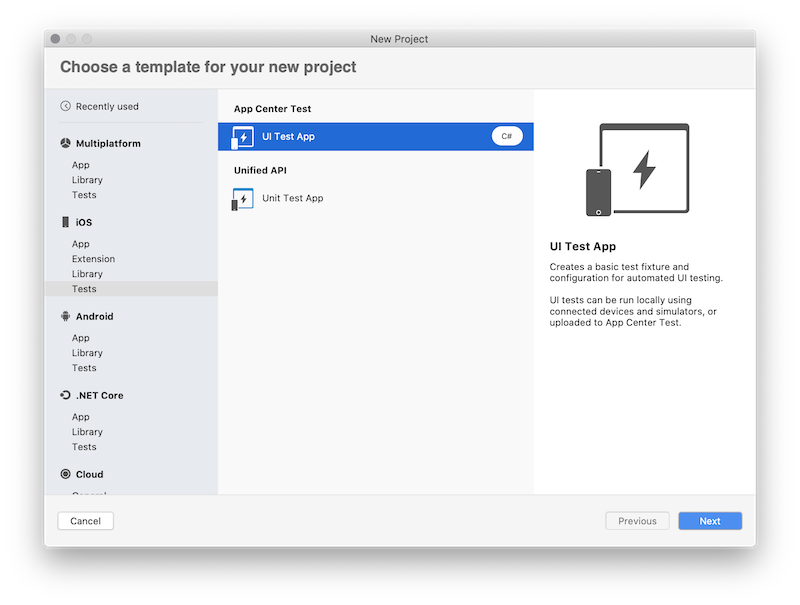 New Project
Choose a template for your new project
Recently used
Multiplatform
App
Library
Tests
iOS
App
Extension
Library
Tests
Android
App
Library
Tests
.NET Core
App
Library
Tests
Cloud
General
App Center Test
UI Test App
C#
Unified API
Unit Test App
UI Test App
Creates a basic test fixture and
configuration for automated UI testing.
UI tests can be run locally using
connected devices and simulators, or
uploaded to App Center Test.
Cancel
Previous
Next